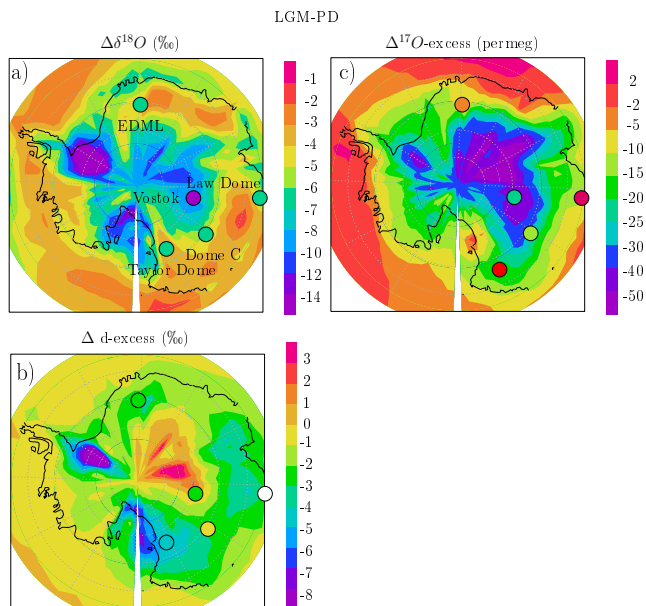 LGM-PD
Δδ¹⁸O (‰)
a)
EDML
Law Dome
Vostok
Dome C
Taylor Dome
-1
-2
-3
-4
-5
-6
-7
-8
-10
-12
-14
Δ¹⁷O-excess (permeg)
c)
2
-2
-5
-10
-15
-20
-25
-30
-40
-50
Δ d-excess (‰)
b)
3
2
1
0
-1
-2
-3
-4
-5
-6
-7
-8